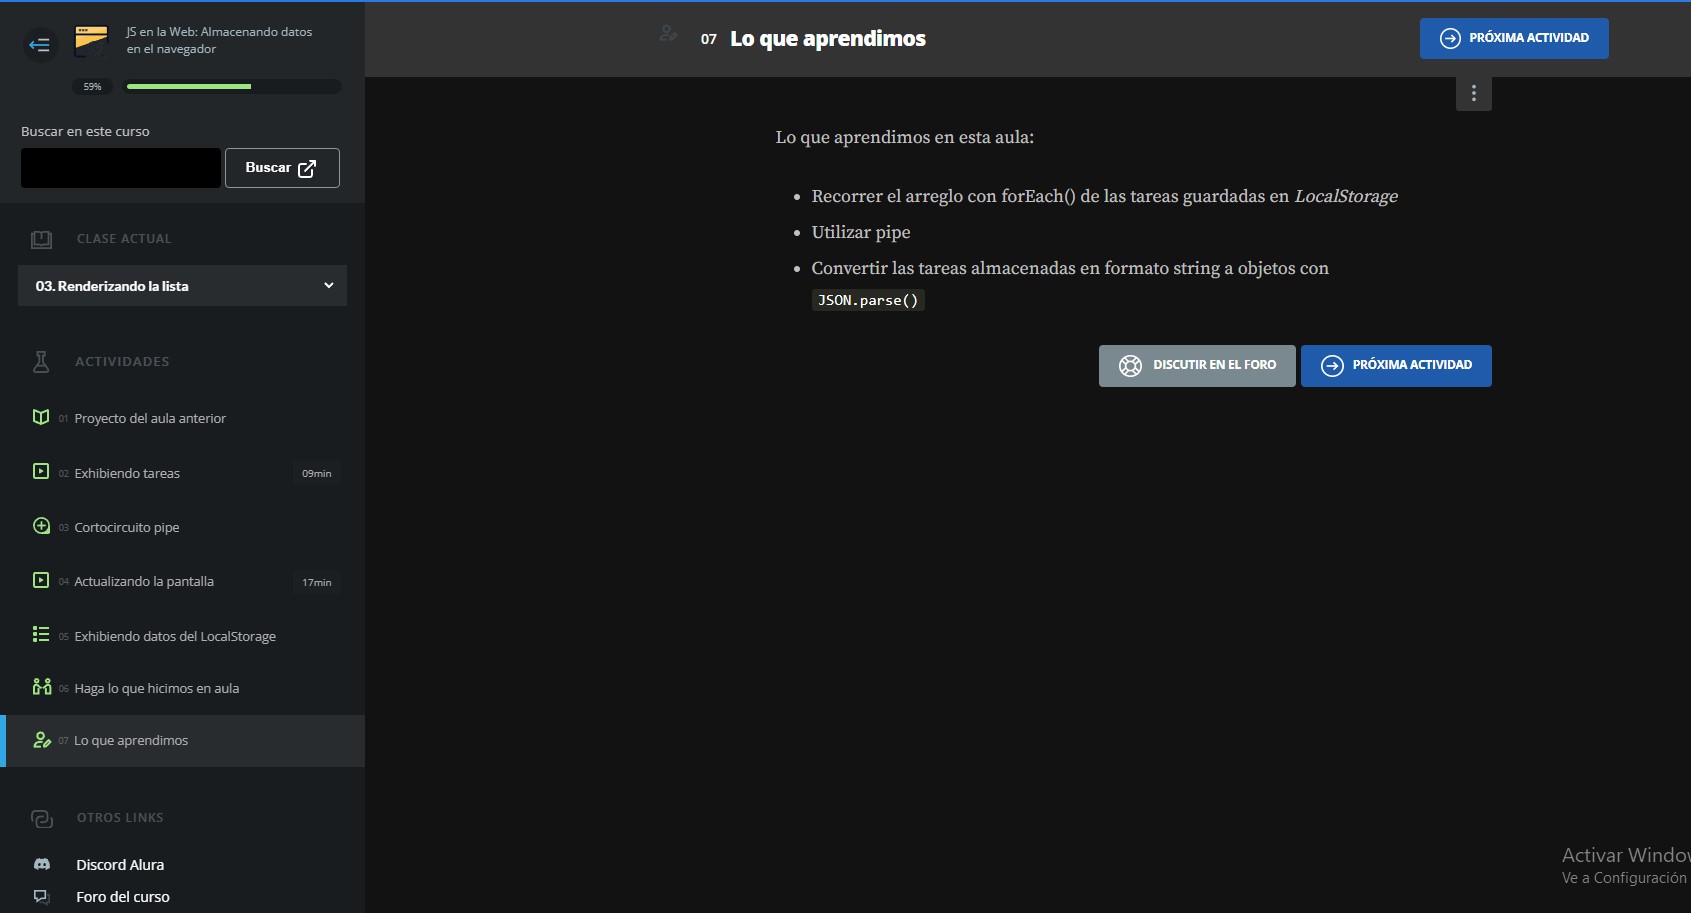 JS en la Web: Almacenando datos
en el navegador
59%
Buscar en este curso
Buscar
CLASE ACTUAL
03. Renderizando la lista
ACTIVIDADES
01 Proyecto del aula anterior
02 Exhibiendo tareas 09min
03 Cortocircuito pipe
04 Actualizando la pantalla 17min
05 Exhibiendo datos del LocalStorage
06 Haga lo que hicimos en aula
07 Lo que aprendimos
OTROS LINKS
Discord Alura
Foro del curso
07 Lo que aprendimos
PRÓXIMA ACTIVIDAD
Lo que aprendimos en esta aula:
Recorrer el arreglo con forEach() de las tareas guardadas en LocalStorage
Utilizar pipe
Convertir las tareas almacenadas en formato string a objetos con
JSON.parse()
DISCUTIR EN EL FORO
PRÓXIMA ACTIVIDAD
Activar Window
Ve a Configuración